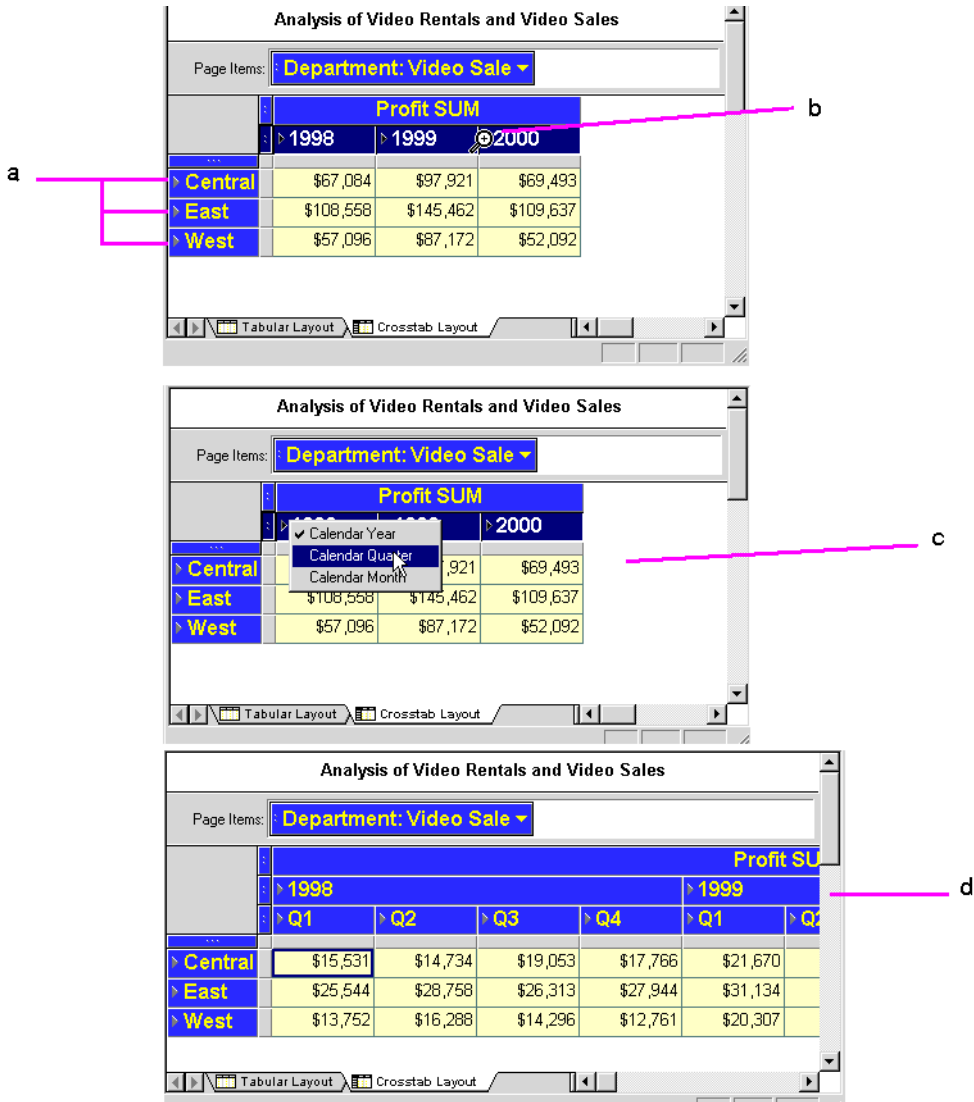 Analysis of Video Rentals and Video Sales
Page Items: Department: Video Sale
b
Profit SUM
1998 1999 2000
a
Central $67,084 $97,921 $69,493
East $108,558 $145,462 $109,637
West $57,096 $87,172 $52,092
Tabular Layout Crosstab Layout
Analysis of Video Rentals and Video Sales
Page Items: Department: Video Sale
Profit SUM
2000
Calendar Year
c
Calendar Quarter
Calendar Month
Central ,921 $69,493
East $108,558 $145,462 $109,637
West $57,096 $87,172 $52,092
Tabular Layout Crosstab Layout
Analysis of Video Rentals and Video Sales
Page Items: Department: Video Sale
Profit SU
1998 1999
d
Q1 Q2 Q3 Q4 Q1 Q2
Central $15,531 $14,734 $19,053 $17,766 $21,670
East $25,544 $28,758 $26,313 $27,944 $31,134
West $13,752 $16,288 $14,296 $12,761 $20,307
Tabular Layout Crosstab Layout